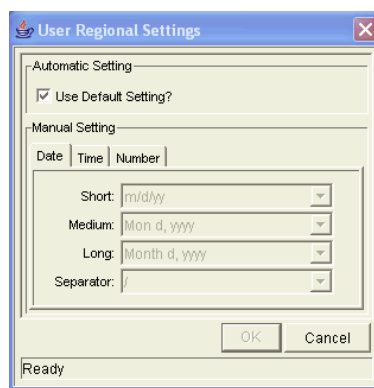 User Regional Settings
Automatic Setting
Use Default Setting?
Manual Setting
Date Time Number
Short: m/d/yy
Medium: Mon d, yyyy
Long: Month d, yyyy
Separator: /
OK Cancel
Ready